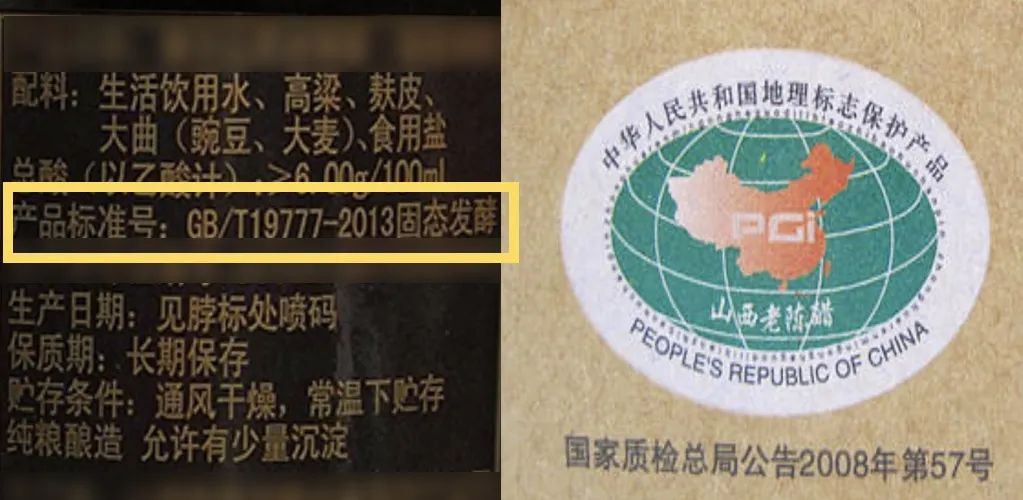 配料：生活饮用水、高粱、麸皮、
大曲（豌豆、大麦）、食用盐
总酸（以乙酸计）：≥6.00g/100ml
产品标准号：GB/T19777-2013固态发酵
生产日期：见脖标处喷码
保质期：长期保存
贮存条件：通风干燥，常温下贮存
纯粮酿造 允许有少量沉淀
中华人民共和国地理标志保护产品
PGi
山西老陈醋
PEOPLE'S REPUBLIC OF CHINA
国家质检总局公告2008年第57号